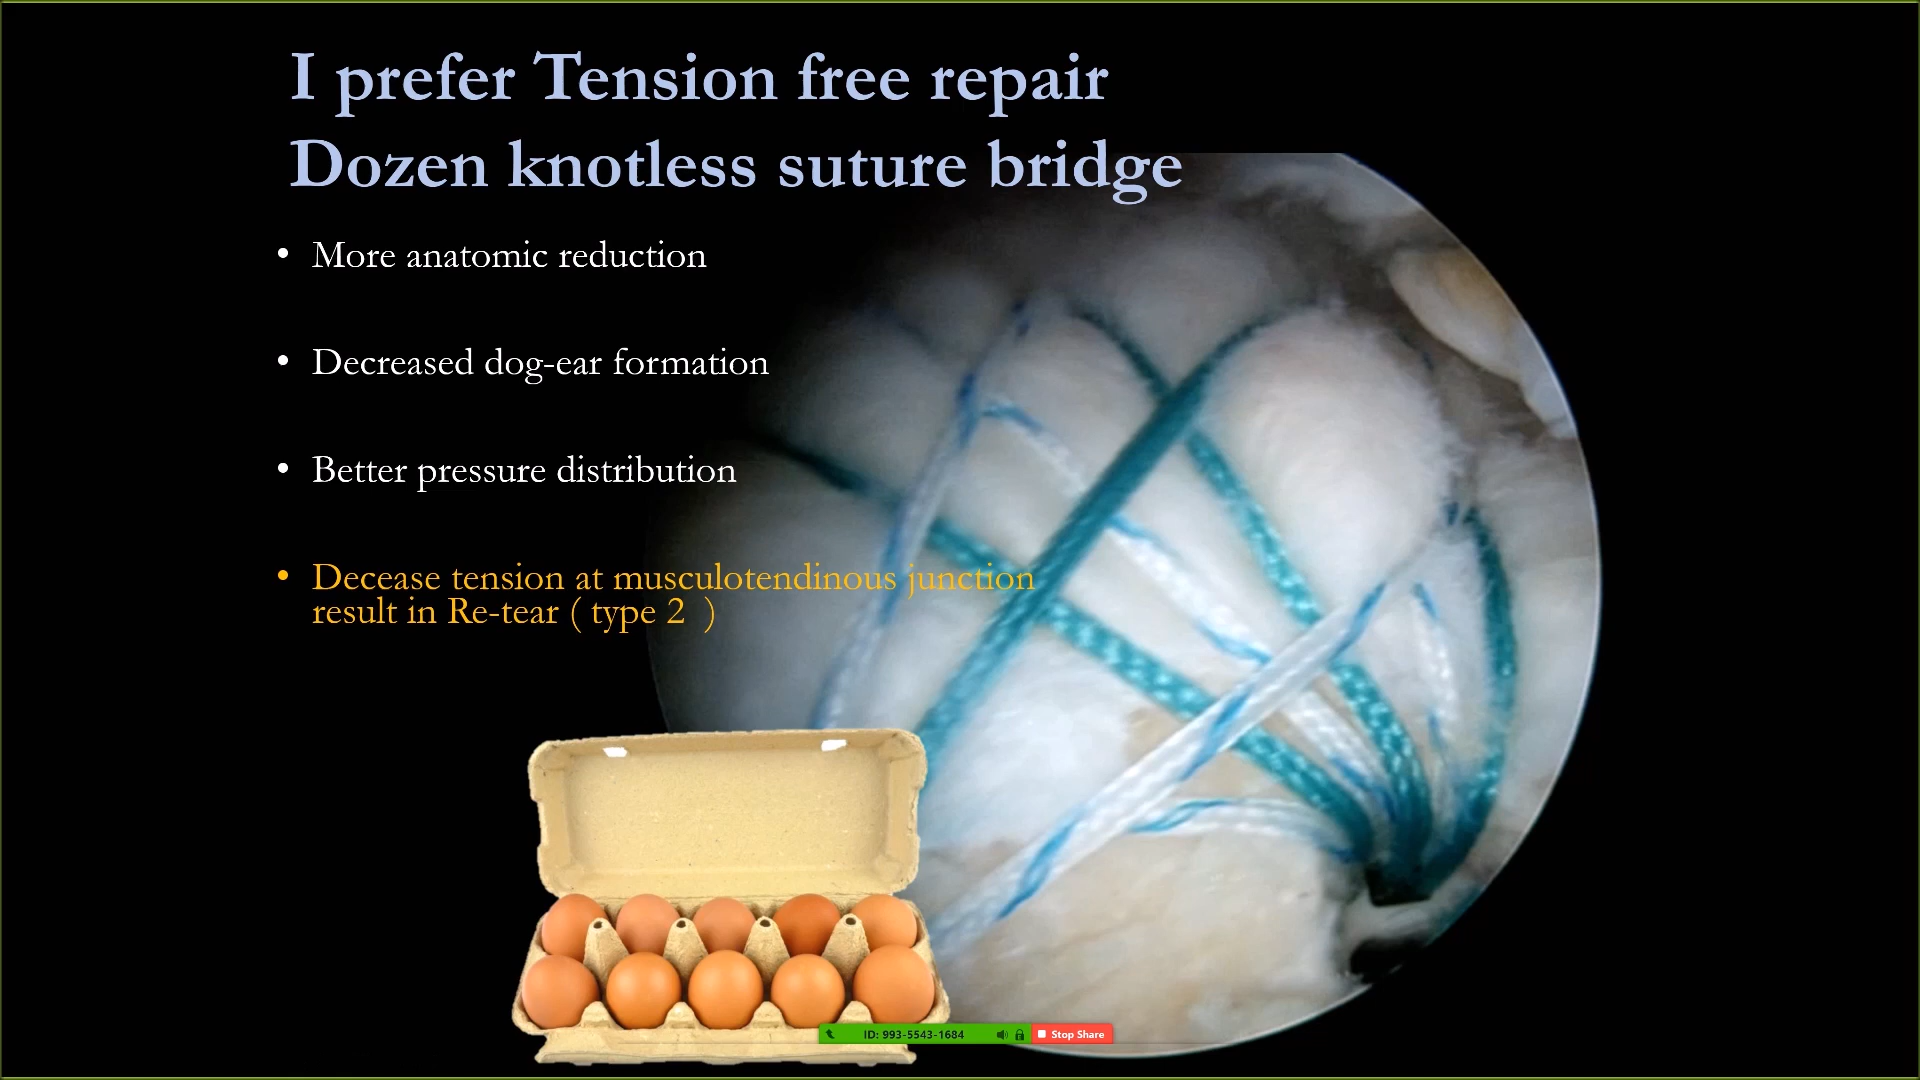 I prefer Tension free repair
Dozen knotless suture bridge
• More anatomic reduction
• Decreased dog-ear formation
• Better pressure distribution
• Decease tension at musculotendinous junction
result in Re-tear ( type 2  )
ID: 993-5543-1684
Stop Share